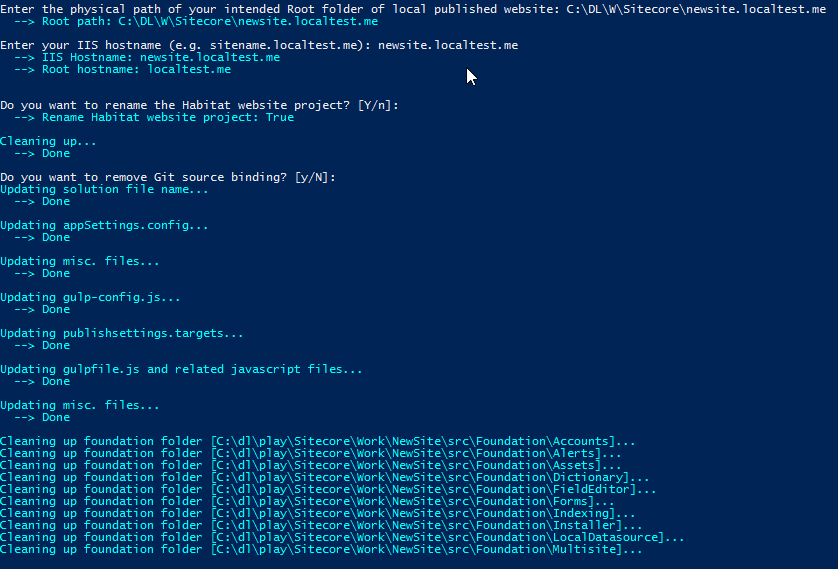 Enter the physical path of your intended Root folder of local published website: C:\DL\W\Sitecore\newsite.localtest.me
--> Root path: C:\DL\W\Sitecore\newsite.localtest.me
Enter your IIS hostname (e.g. sitename.localtest.me): newsite.localtest.me
--> IIS Hostname: newsite.localtest.me
--> Root hostname: localtest.me
Do you want to rename the Habitat website project? [Y/n]:
--> Rename Habitat website project: True
Cleaning up...
--> Done
Do you want to remove Git source binding? [y/N]:
Updating solution file name...
--> Done
Updating appSettings.config...
--> Done
Updating misc. files...
--> Done
Updating gulp-config.js...
--> Done
Updating publishsettings.targets...
--> Done
Updating gulpfile.js and related javascript files...
--> Done
Updating misc. files...
--> Done
Cleaning up foundation folder [C:\dl\play\Sitecore\Work\NewSite\src\Foundation\Accounts]...
Cleaning up foundation folder [C:\dl\play\Sitecore\Work\NewSite\src\Foundation\Alerts]...
Cleaning up foundation folder [C:\dl\play\Sitecore\Work\NewSite\src\Foundation\Assets]...
Cleaning up foundation folder [C:\dl\play\Sitecore\Work\NewSite\src\Foundation\Dictionary]...
Cleaning up foundation folder [C:\dl\play\Sitecore\Work\NewSite\src\Foundation\FieldEditor]...
Cleaning up foundation folder [C:\dl\play\Sitecore\Work\NewSite\src\Foundation\Forms]...
Cleaning up foundation folder [C:\dl\play\Sitecore\Work\NewSite\src\Foundation\Indexing]...
Cleaning up foundation folder [C:\dl\play\Sitecore\Work\NewSite\src\Foundation\Installer]...
Cleaning up foundation folder [C:\dl\play\Sitecore\Work\NewSite\src\Foundation\LocalDatasource]...
Cleaning up foundation folder [C:\dl\play\Sitecore\Work\NewSite\src\Foundation\Multisite]...